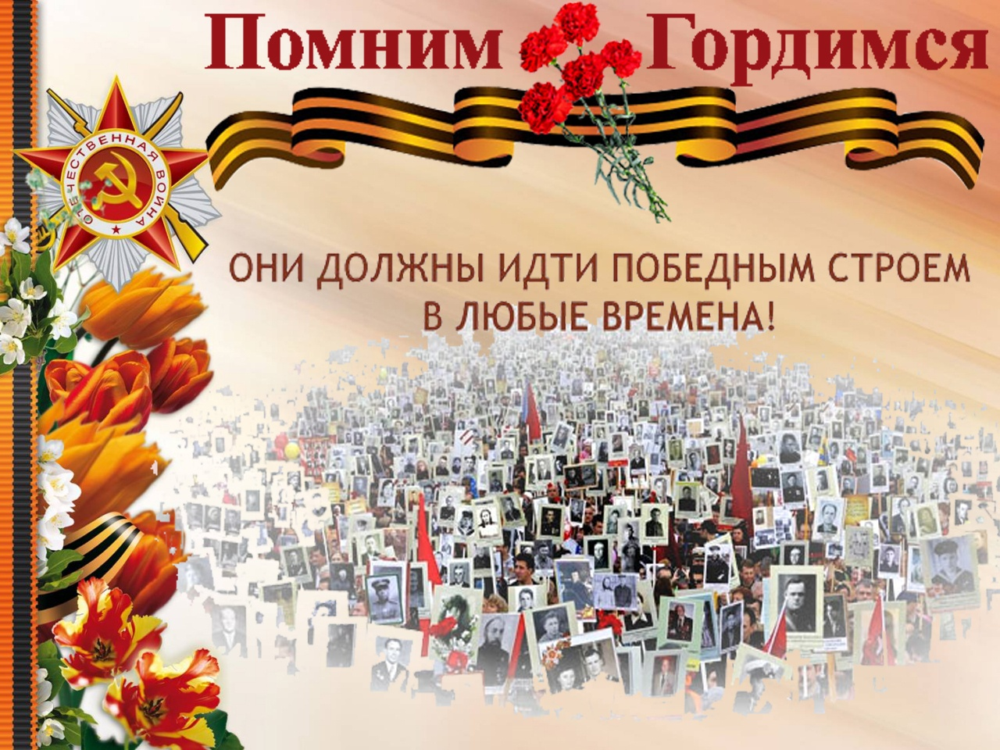 Помним Гордимся
ОТЕЧЕСТВЕННАЯ ВОЙНА
ОНИ ДОЛЖНЫ ИДТИ ПОБЕДНЫМ СТРОЕМ
В ЛЮБЫЕ ВРЕМЕНА!